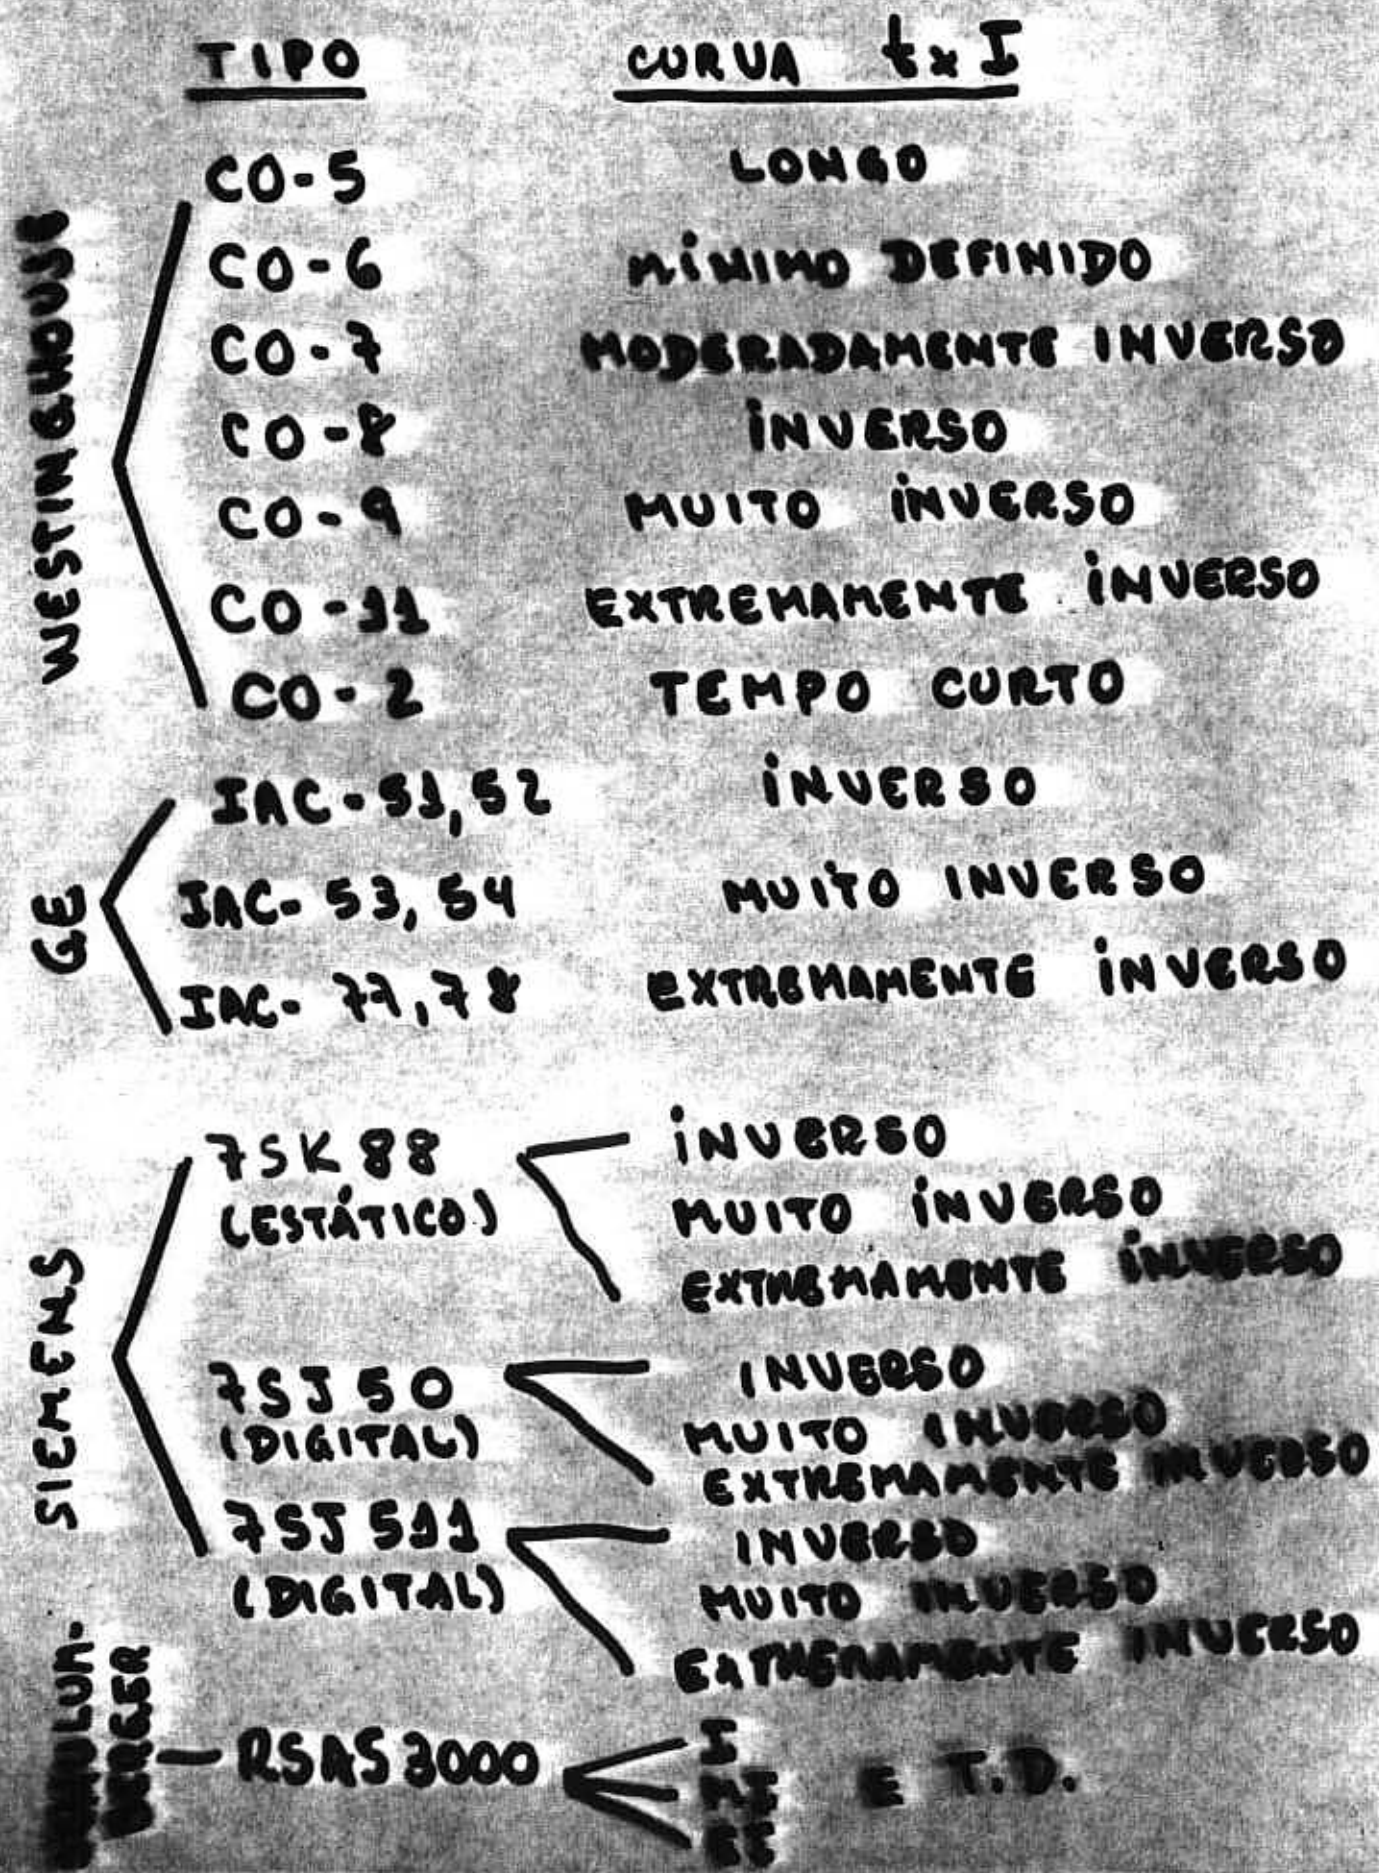 TIPO CURVA t x I
WESTINGHOUSE
CO-5 LONGO
CO-6 MÍNIMO DEFINIDO
CO-7 MODERADAMENTE INVERSO
CO-8 INVERSO
CO-9 MUITO INVERSO
CO-11 EXTREMAMENTE INVERSO
CO-2 TEMPO CURTO
GE
IAC-51,52 INVERSO
IAC-53,54 MUITO INVERSO
IAC-77,78 EXTREMAMENTE INVERSO
SIEMENS
7SK88 INVERSO
(ESTÁTICO) MUITO INVERSO
EXTREMAMENTE INVERSO
7SJ50 INVERSO
(DIGITAL) MUITO INVERSO
EXTREMAMENTE INVERSO
7SJ511 INVERSO
(DIGITAL) MUITO INVERSO
EXTREMAMENTE INVERSO
RSAS3000 I
MI E T.D.